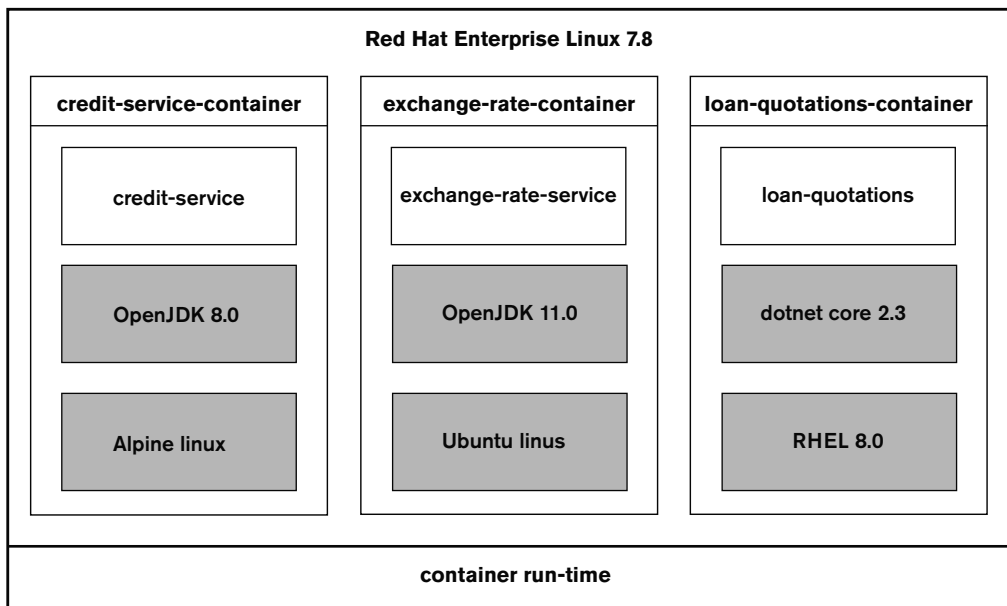 Red Hat Enterprise Linux 7.8
credit-service-container
exchange-rate-container
loan-quotations-container
credit-service
exchange-rate-service
loan-quotations
OpenJDK 8.0
OpenJDK 11.0
dotnet core 2.3
Alpine linux
Ubuntu linus
RHEL 8.0
container run-time